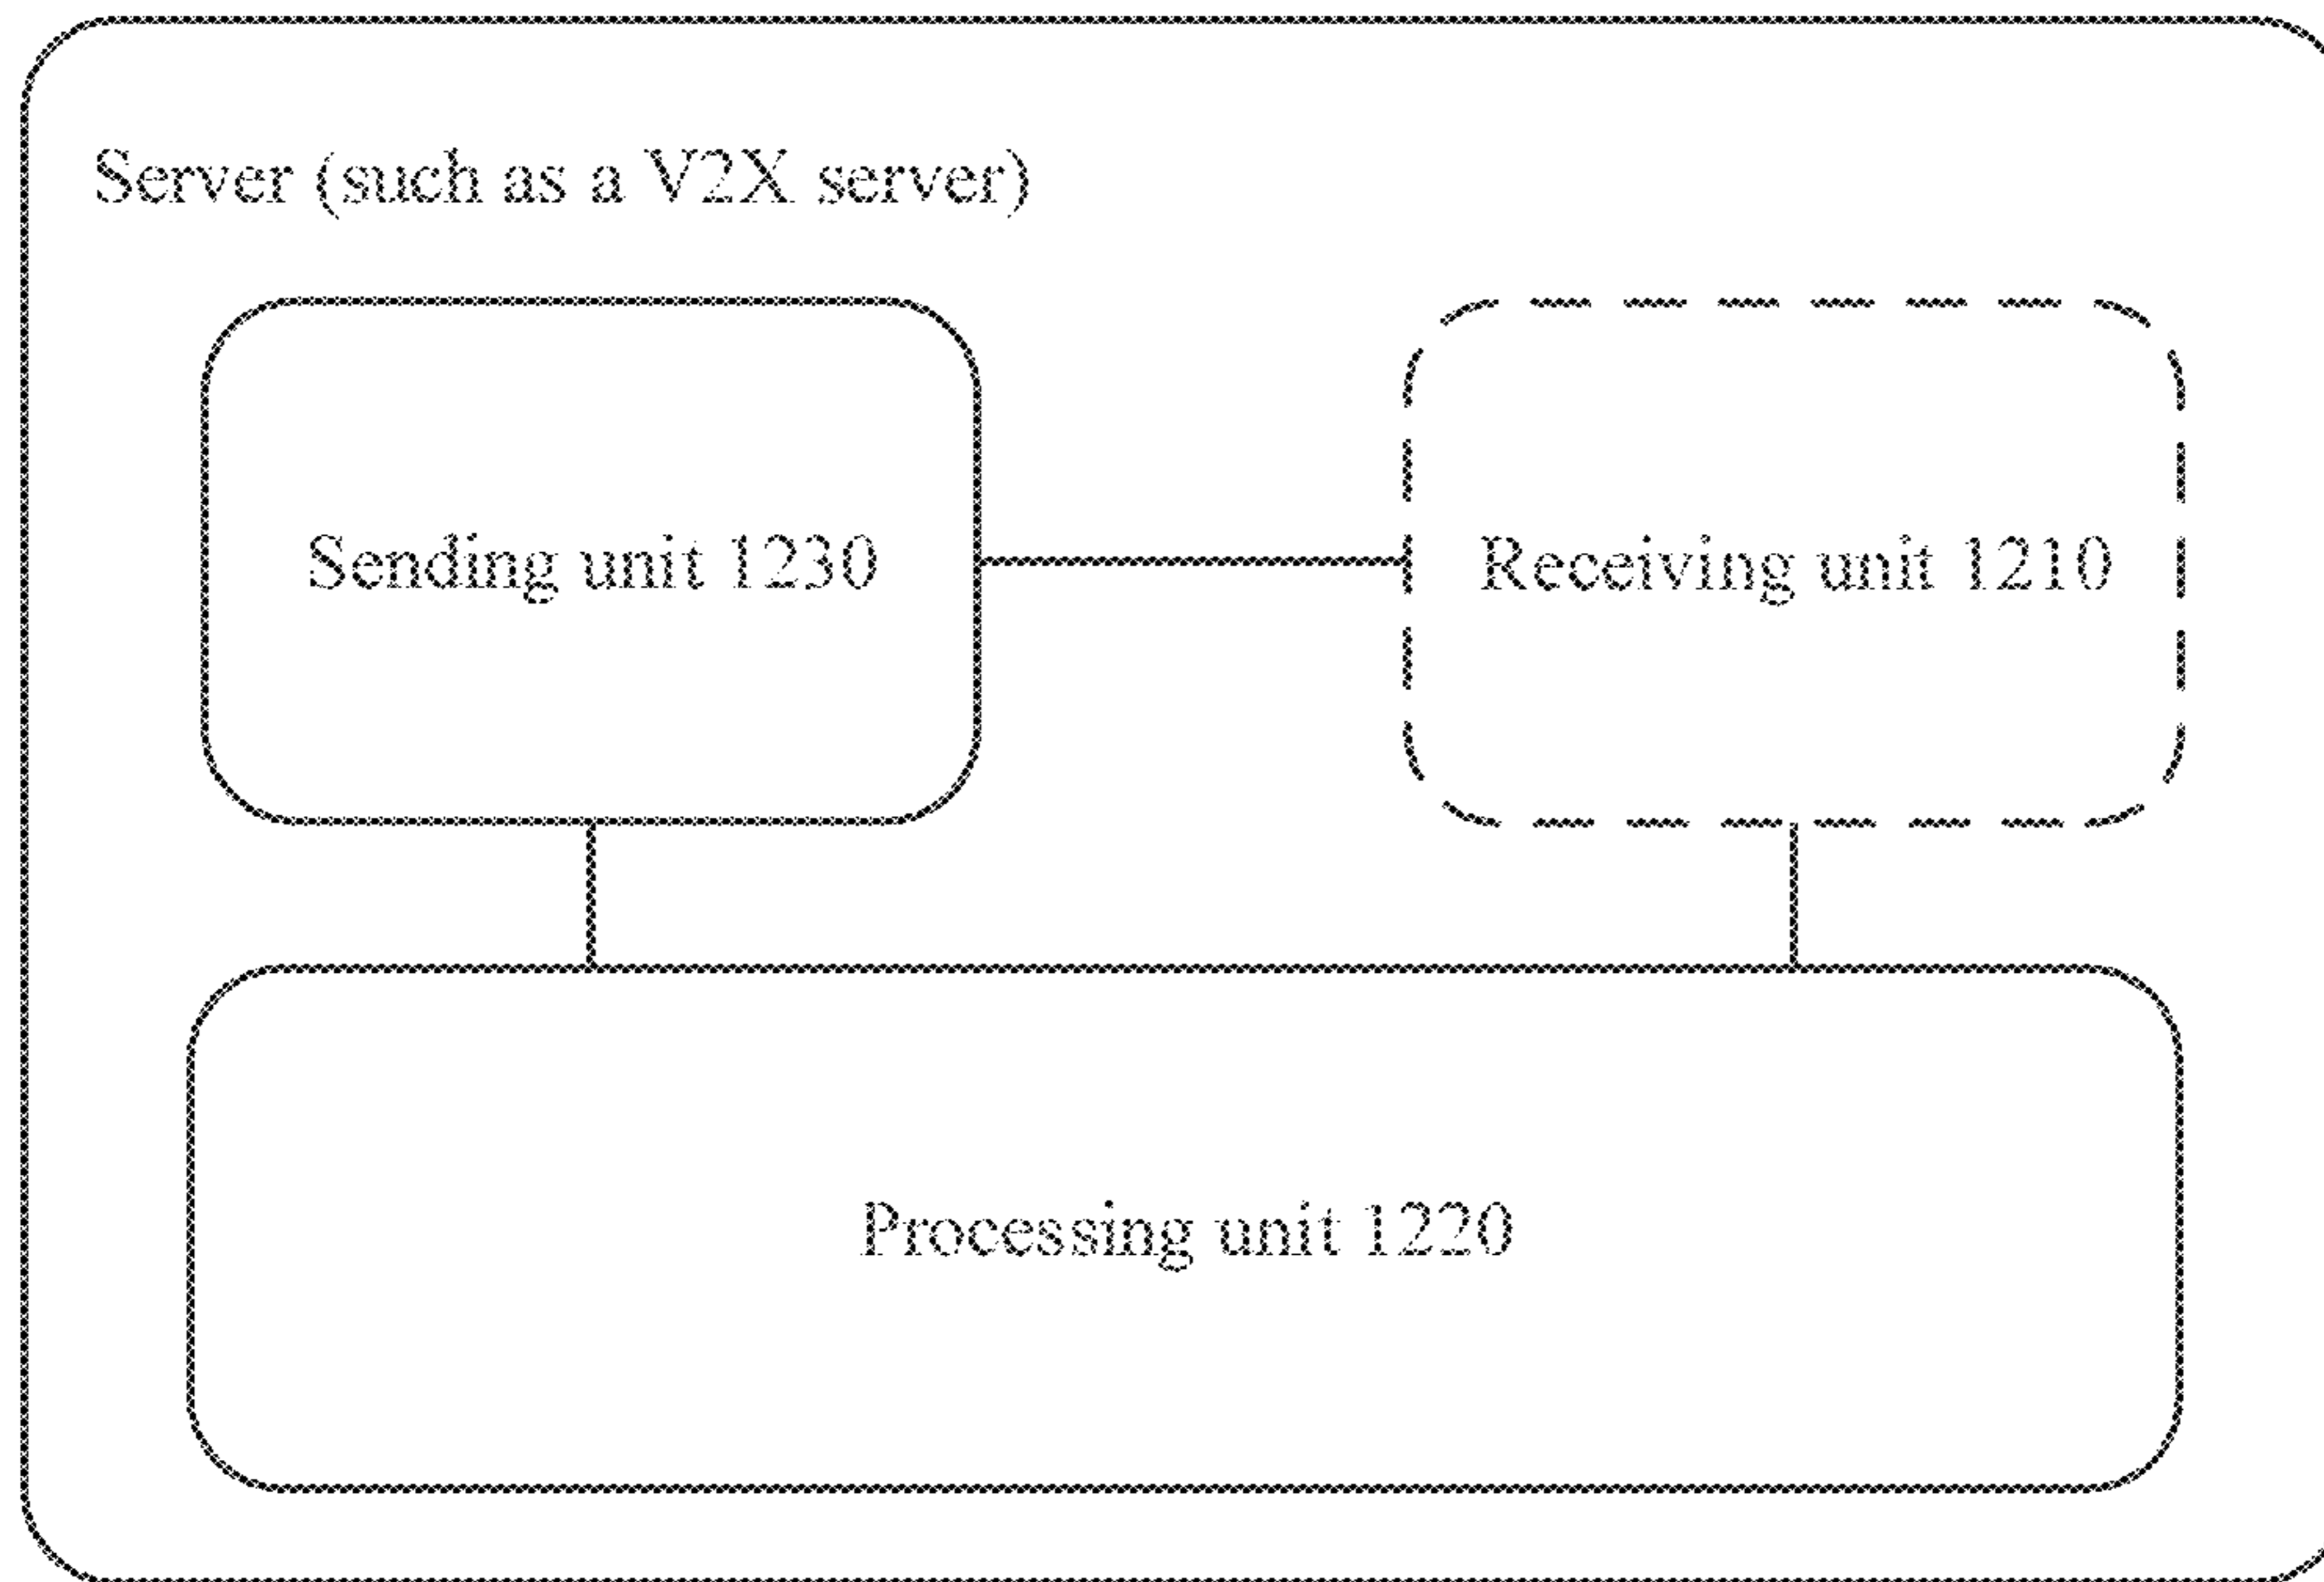 Server (such as a V2X server)
Sending unit 1230
Receiving unit 1210
Processing unit 1220